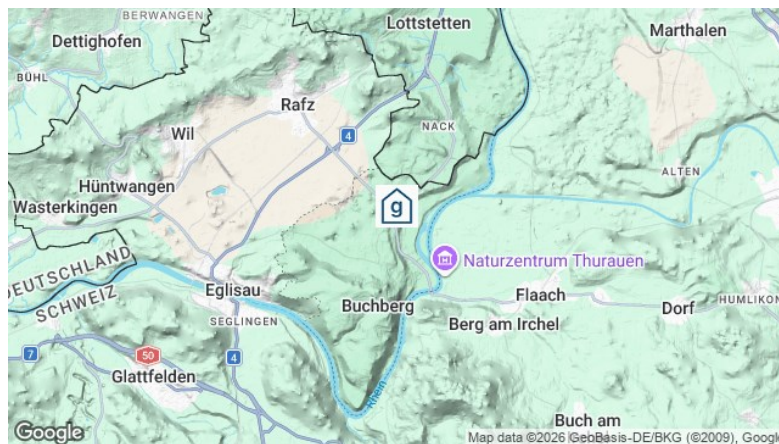 BERWANGEN
Lottstetten
Dettighofen
Marthalen
BÜHL
Rafz
4
NACK
Wil
ALTEN
Hüntwangen
g
Wasterkingen
DEUTSCHLAND
SCHWEIZ
Naturzentrum Thurauen
Eglisau
Flaach
HUMLIKON
Buchberg
Dorf
SEGLINGEN
Berg am Irchel
7
50
4
Glattfelden
Rhein
Buch am
Google
Map data ©2026 GeoBasis-DE/BKG (©2009), Googl